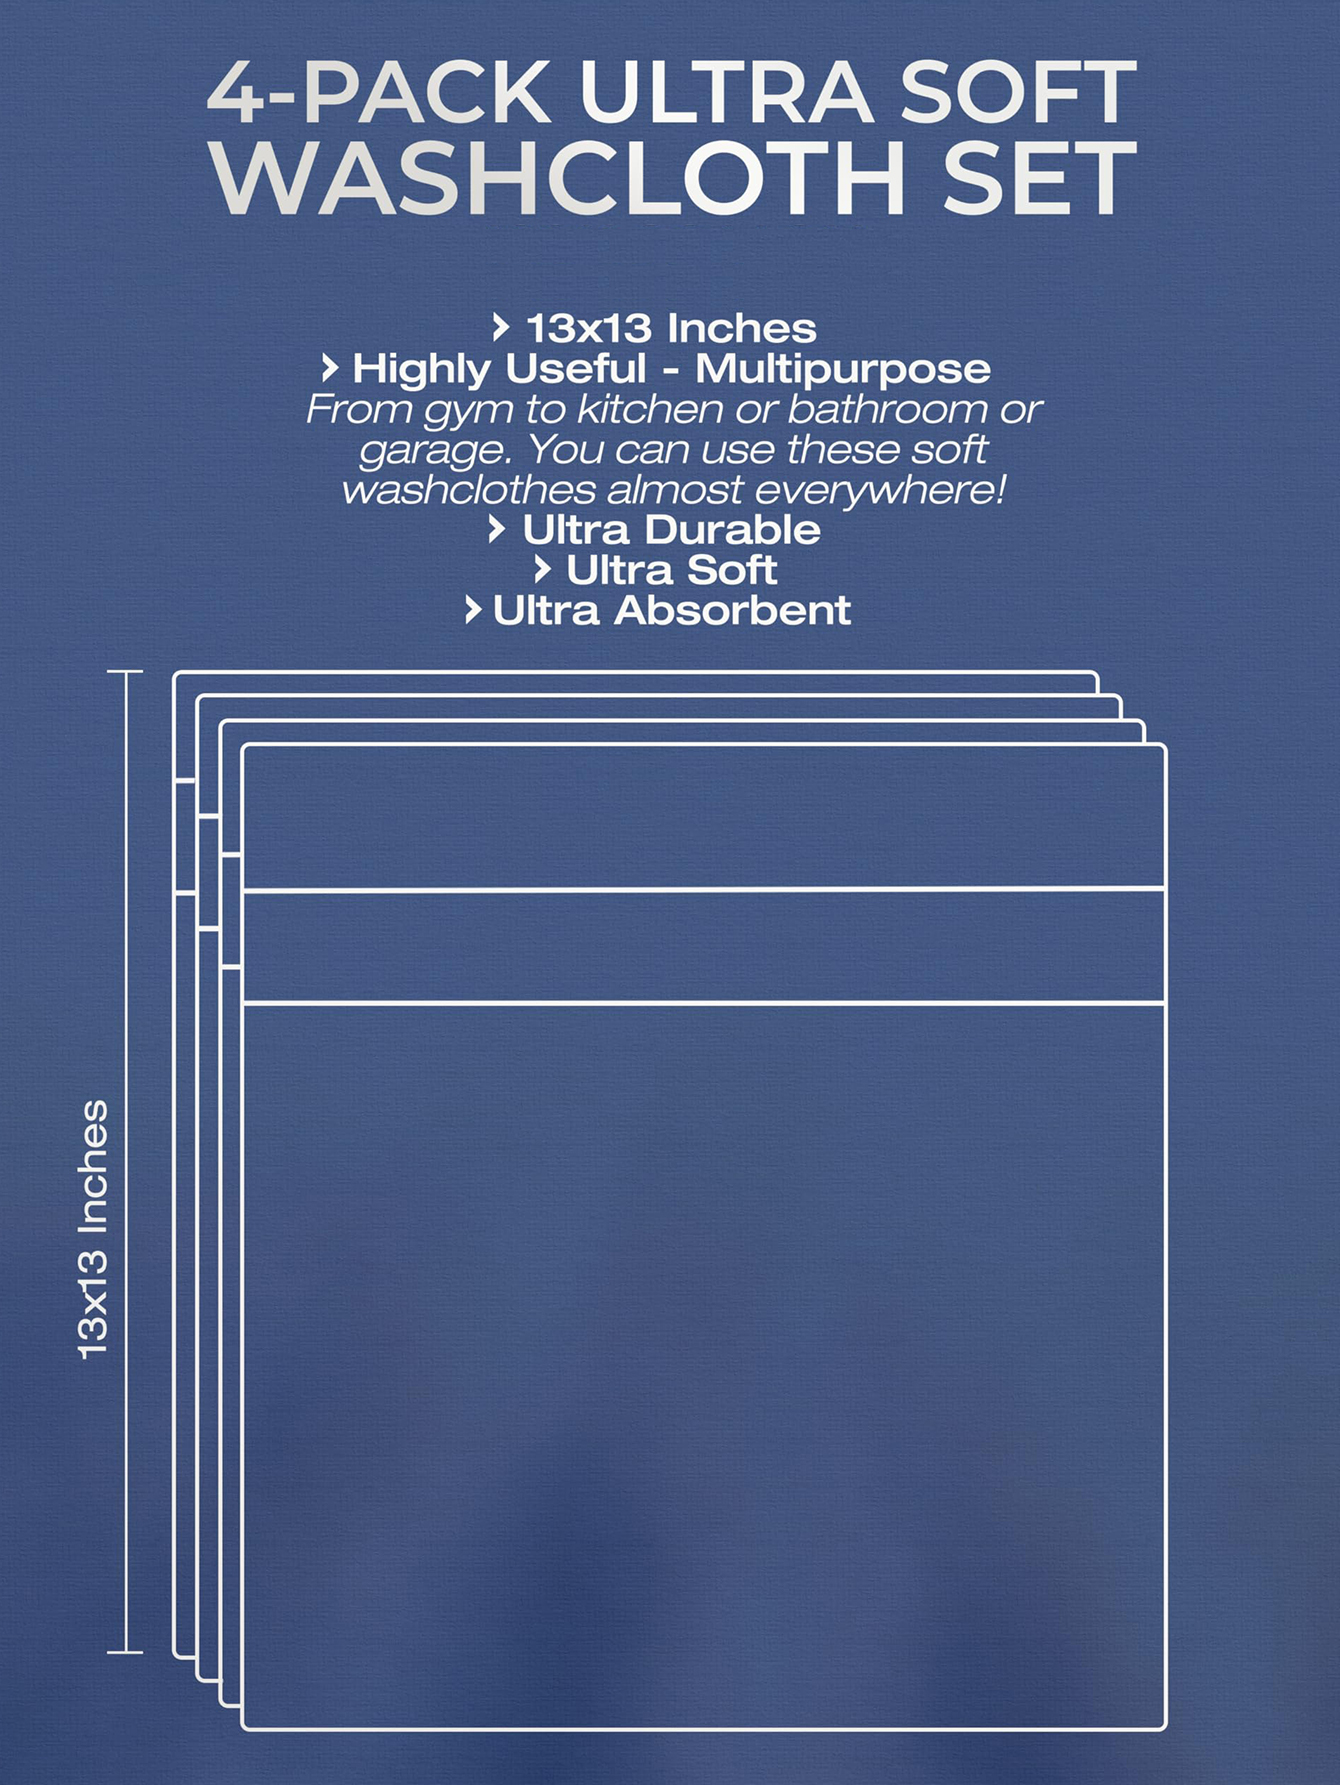 4-PACK ULTRA SOFT
WASHCLOTH SET
> 13x13 Inches
> Highly Useful - Multipurpose
From gym to kitchen or bathroom or
garage. You can use these soft
washclothes almost everywhere!
> Ultra Durable
> Ultra Soft
> Ultra Absorbent
13x13 Inches